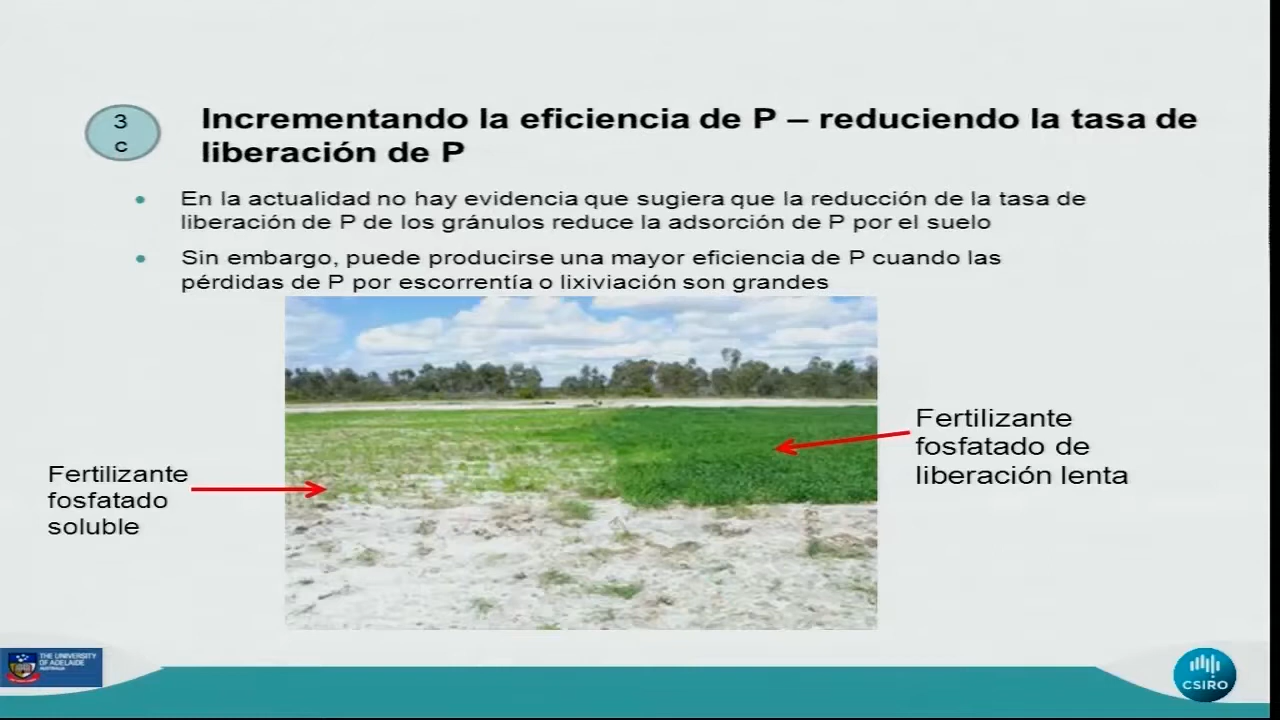 3
c
Incrementando la eficiencia de P – reduciendo la tasa de
liberación de P
En la actualidad no hay evidencia que sugiera que la reducción de la tasa de
liberación de P de los gránulos reduce la adsorción de P por el suelo
Sin embargo, puede producirse una mayor eficiencia de P cuando las
pérdidas de P por escorrentía o lixiviación son grandes
Fertilizante
fosfatado de
liberación lenta
Fertilizante
fosfatado
soluble
THE UNIVERSITY
OF ADELAIDE
AUSTRALIA
CSIRO